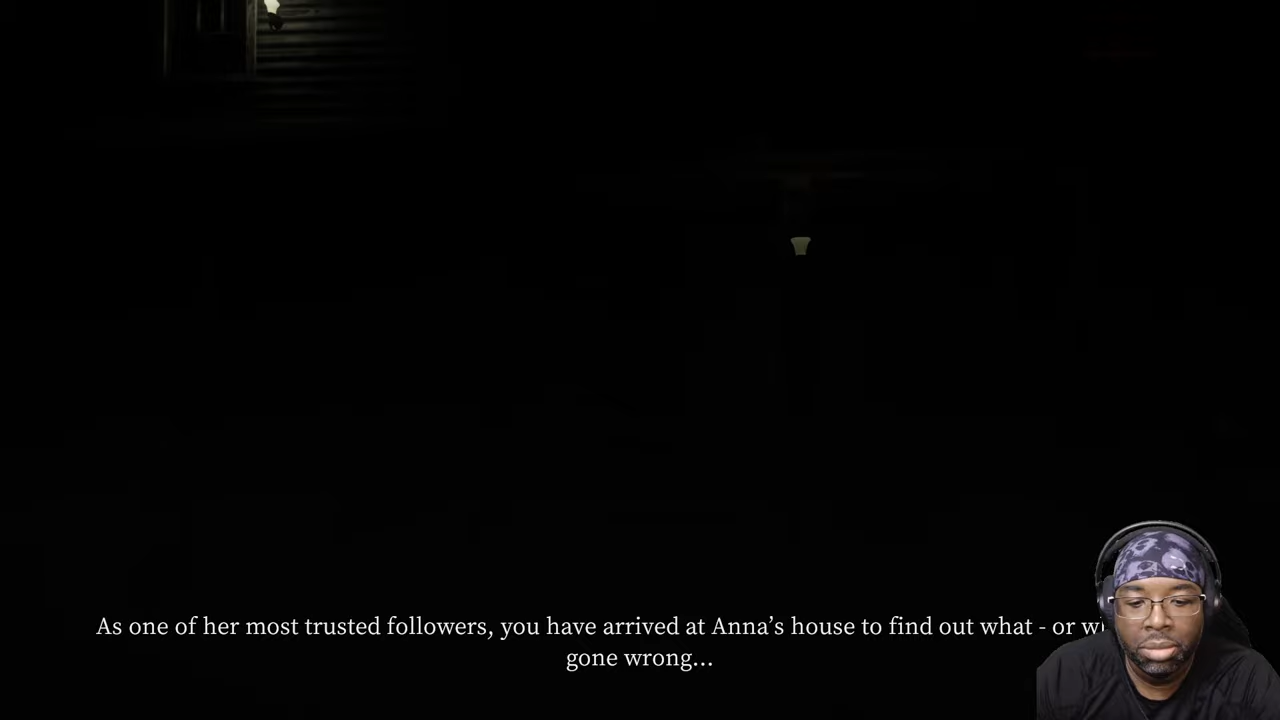 As one of her most trusted followers, you have arrived at Anna’s house to find out what - or
gone wrong...